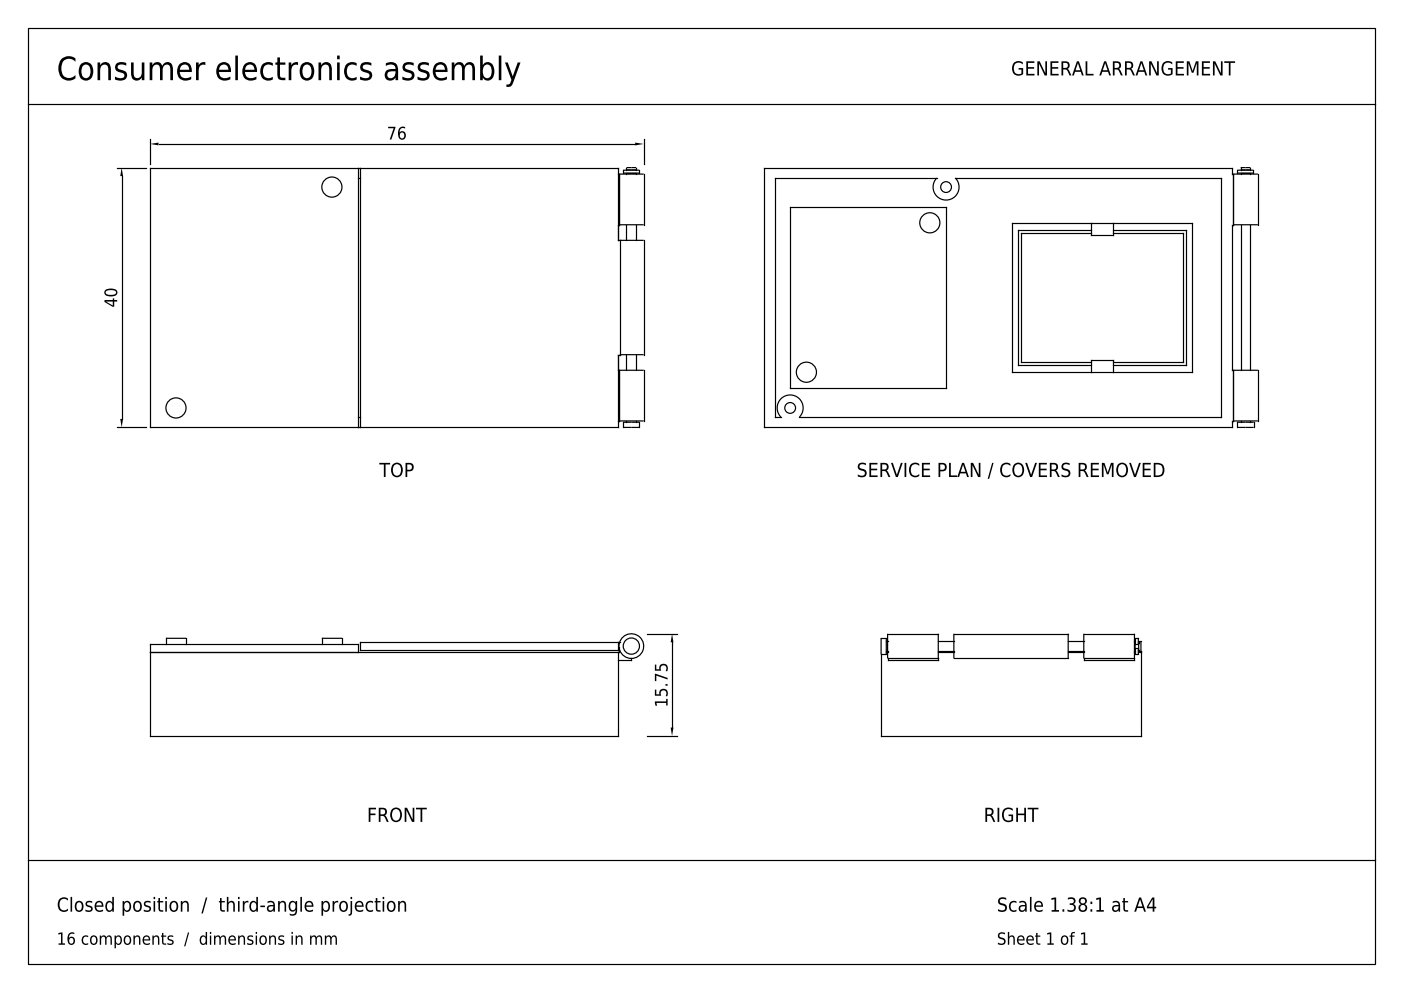 Consumer electronics assembly
GENERAL ARRANGEMENT
76
40
TOP
SERVICE PLAN / COVERS REMOVED
15.75
FRONT
RIGHT
Closed position / third-angle projection
Scale 1.38:1 at A4
16 components / dimensions in mm
Sheet 1 of 1